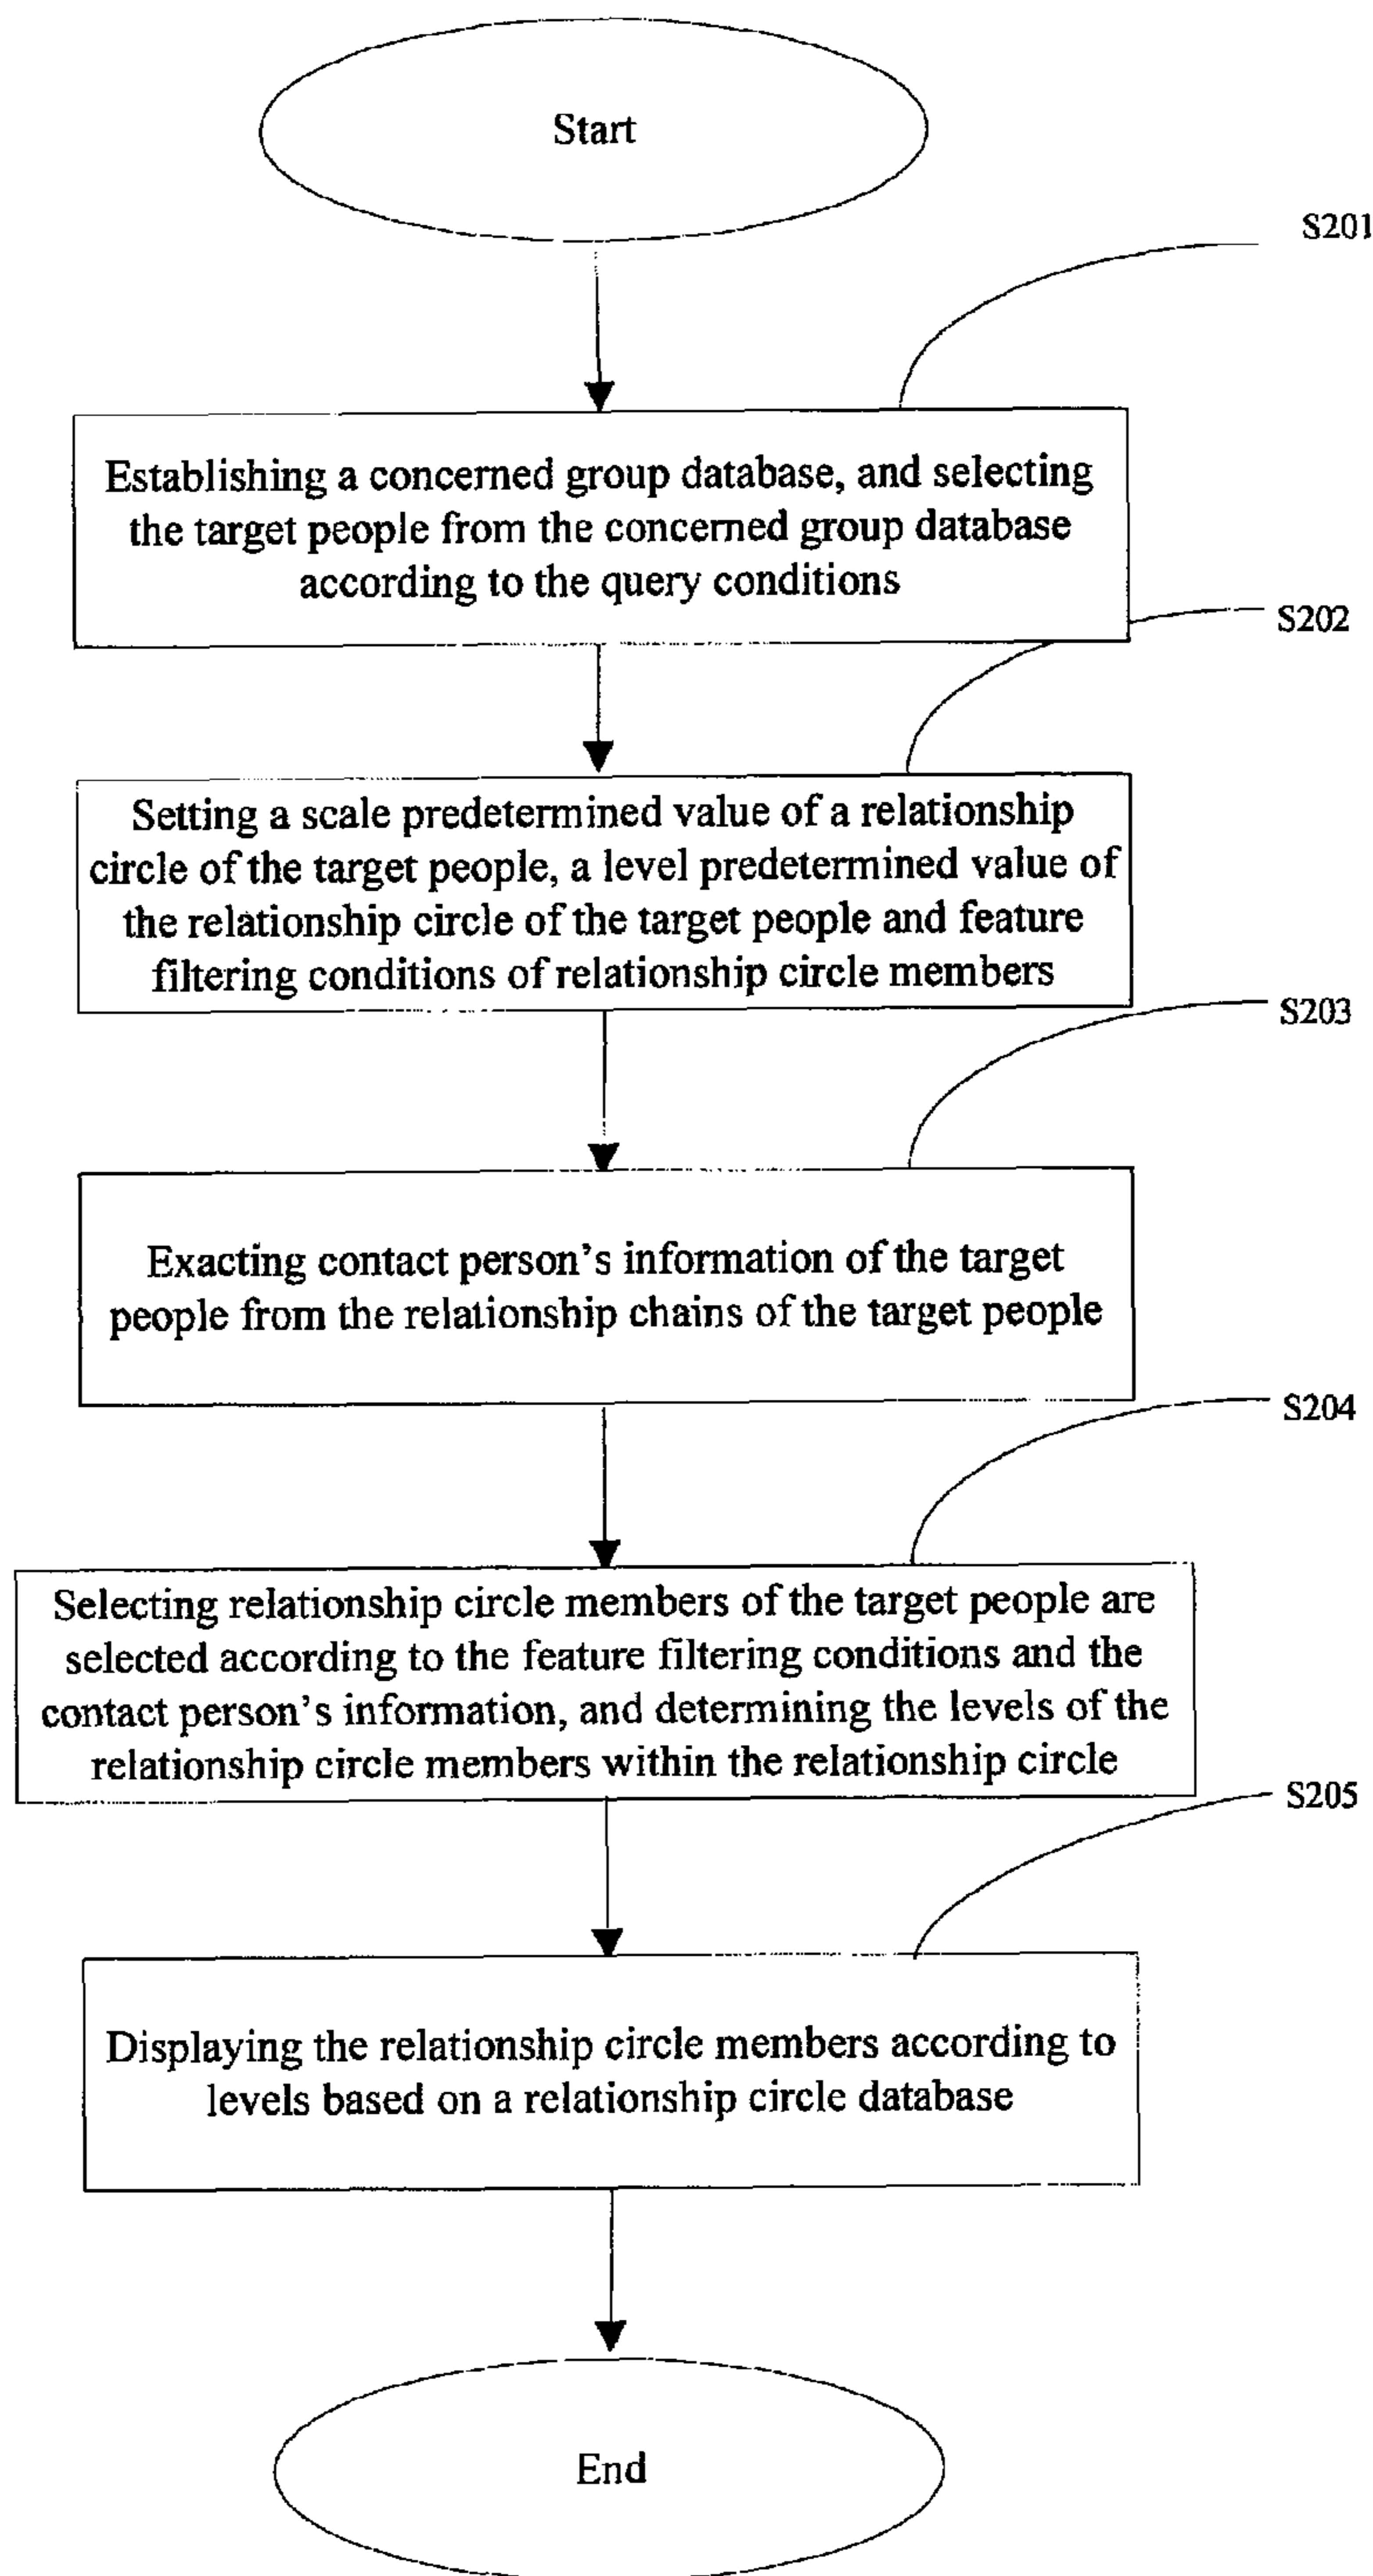 Start
S201
Establishing a concerned group database, and selecting
the target people from the concerned group database
according to the query conditions
S202
Setting a scale predetermined value of a relationship
circle of the target people, a level predetermined value of
the relationship circle of the target people and feature
filtering conditions of relationship circle members
S203
Exacting contact person's information of the target
people from the relationship chains of the target people
S204
Selecting relationship circle members of the target people are
selected according to the feature filtering conditions and the
contact person's information, and determining the levels of the
relationship circle members within the relationship circle
S205
Displaying the relationship circle members according to
levels based on a relationship circle database
End